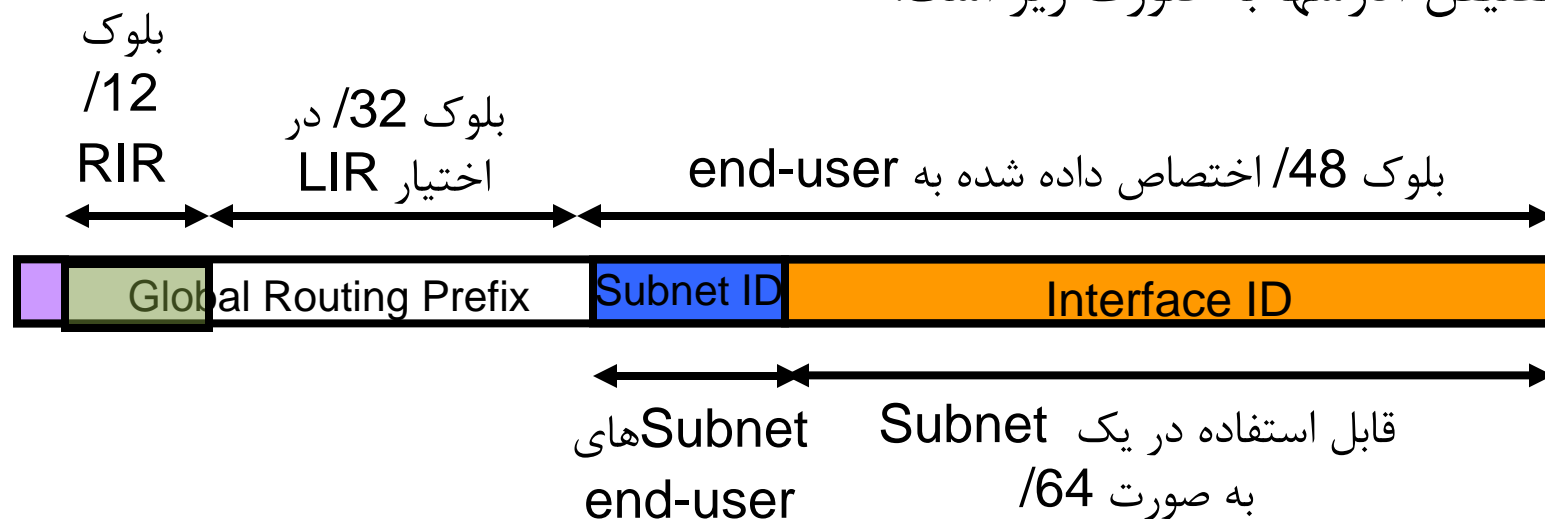 بلوک
/12
RIR
بلوک /32 در
اختیار LIR
بلوک /48 اختصاص داده شده به end-user
Global Routing Prefix
Subnet ID
Interface ID
Subnetهای
end-user
قابل استفاده در یک Subnet
به صورت /64